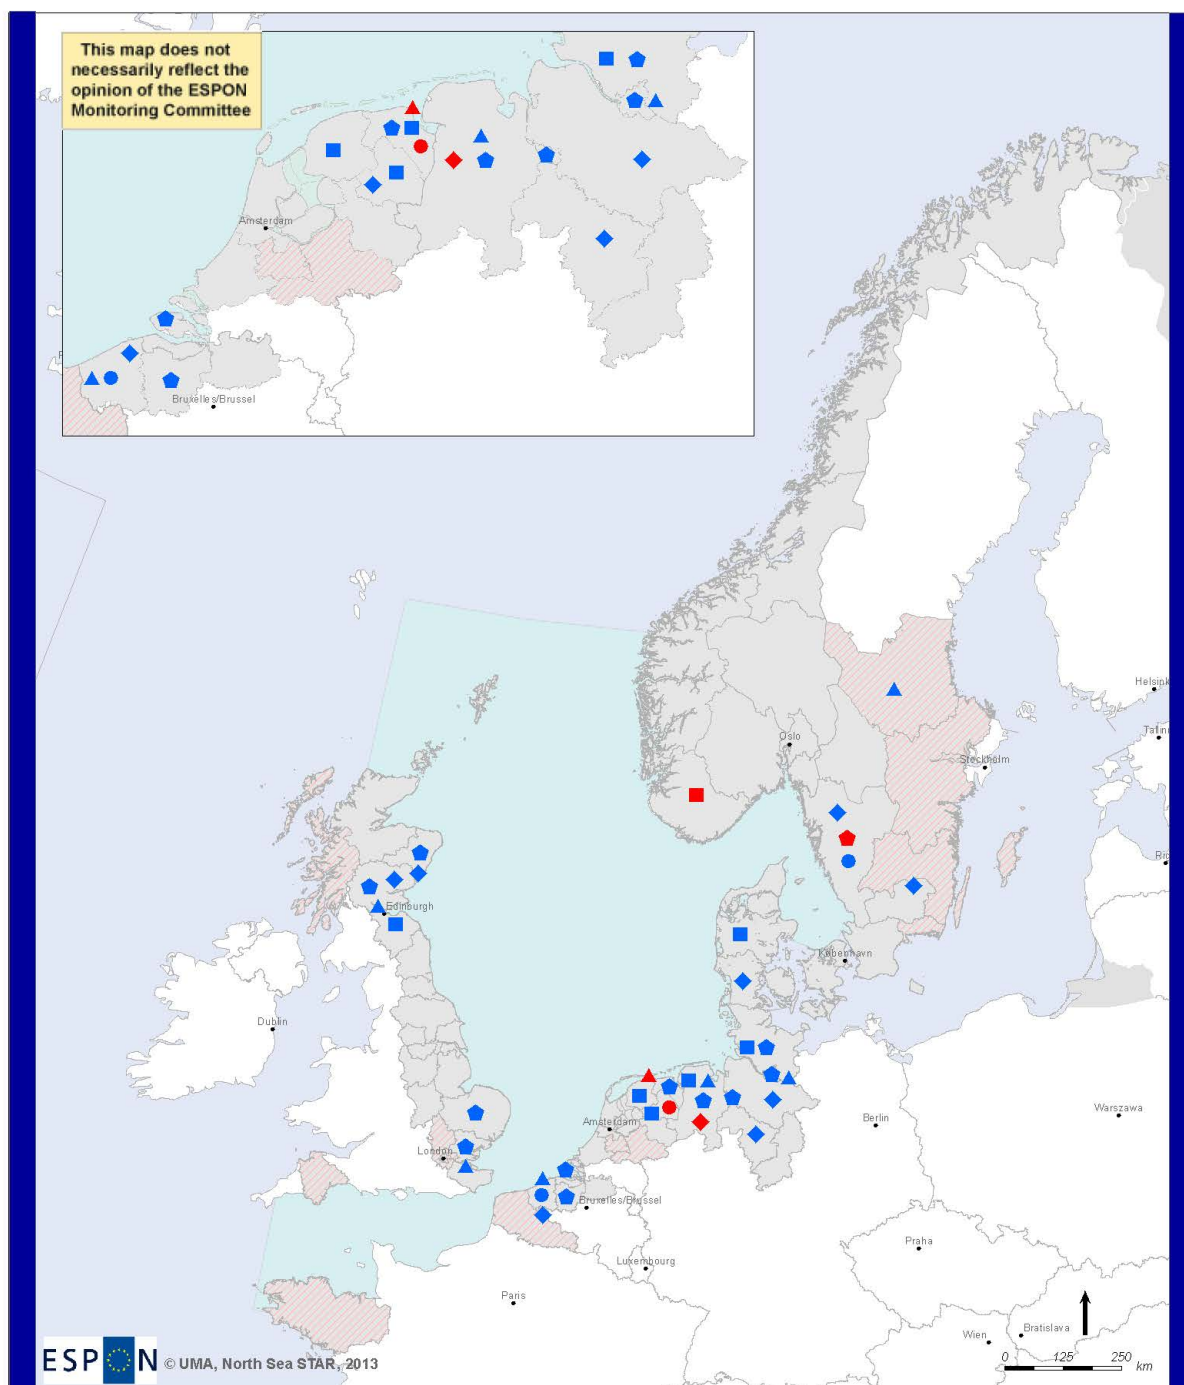 This map does not
necessarily reflect the
opinion of the ESPON
Monitoring Committee
Amsterdam
Bruxelles/Brussel
Helsink
Oslo
Stockholm
Edinburgh
København
Dublin
Amsterdam
Berlin
Warszawa
London
Bruxelles/Brussel
Praha
Luxembourg
Paris
Wien
Bratislava
0 125 250
km
ESPON © UMA, North Sea STAR, 2013